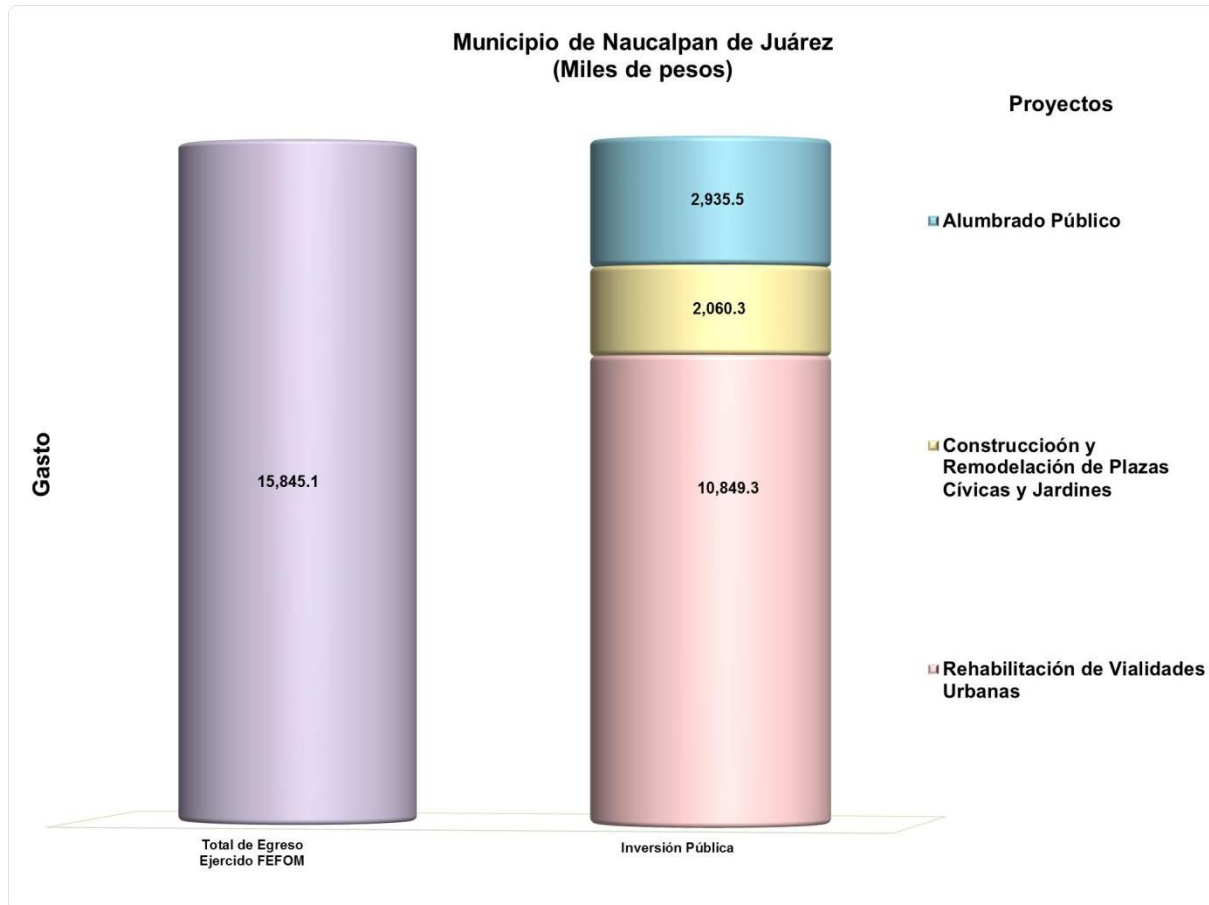 Municipio de Naucalpan de Juárez
(Miles de pesos)
Proyectos
2,935.5
Alumbrado Público
2,060.3
Gasto
15,845.1
10,849.3
Construccioón y
Remodelación de Plazas
Cívicas y Jardines
Rehabilitación de Vialidades
Urbanas
Total de Egreso
Ejercido FEFOM
Inversión Pública